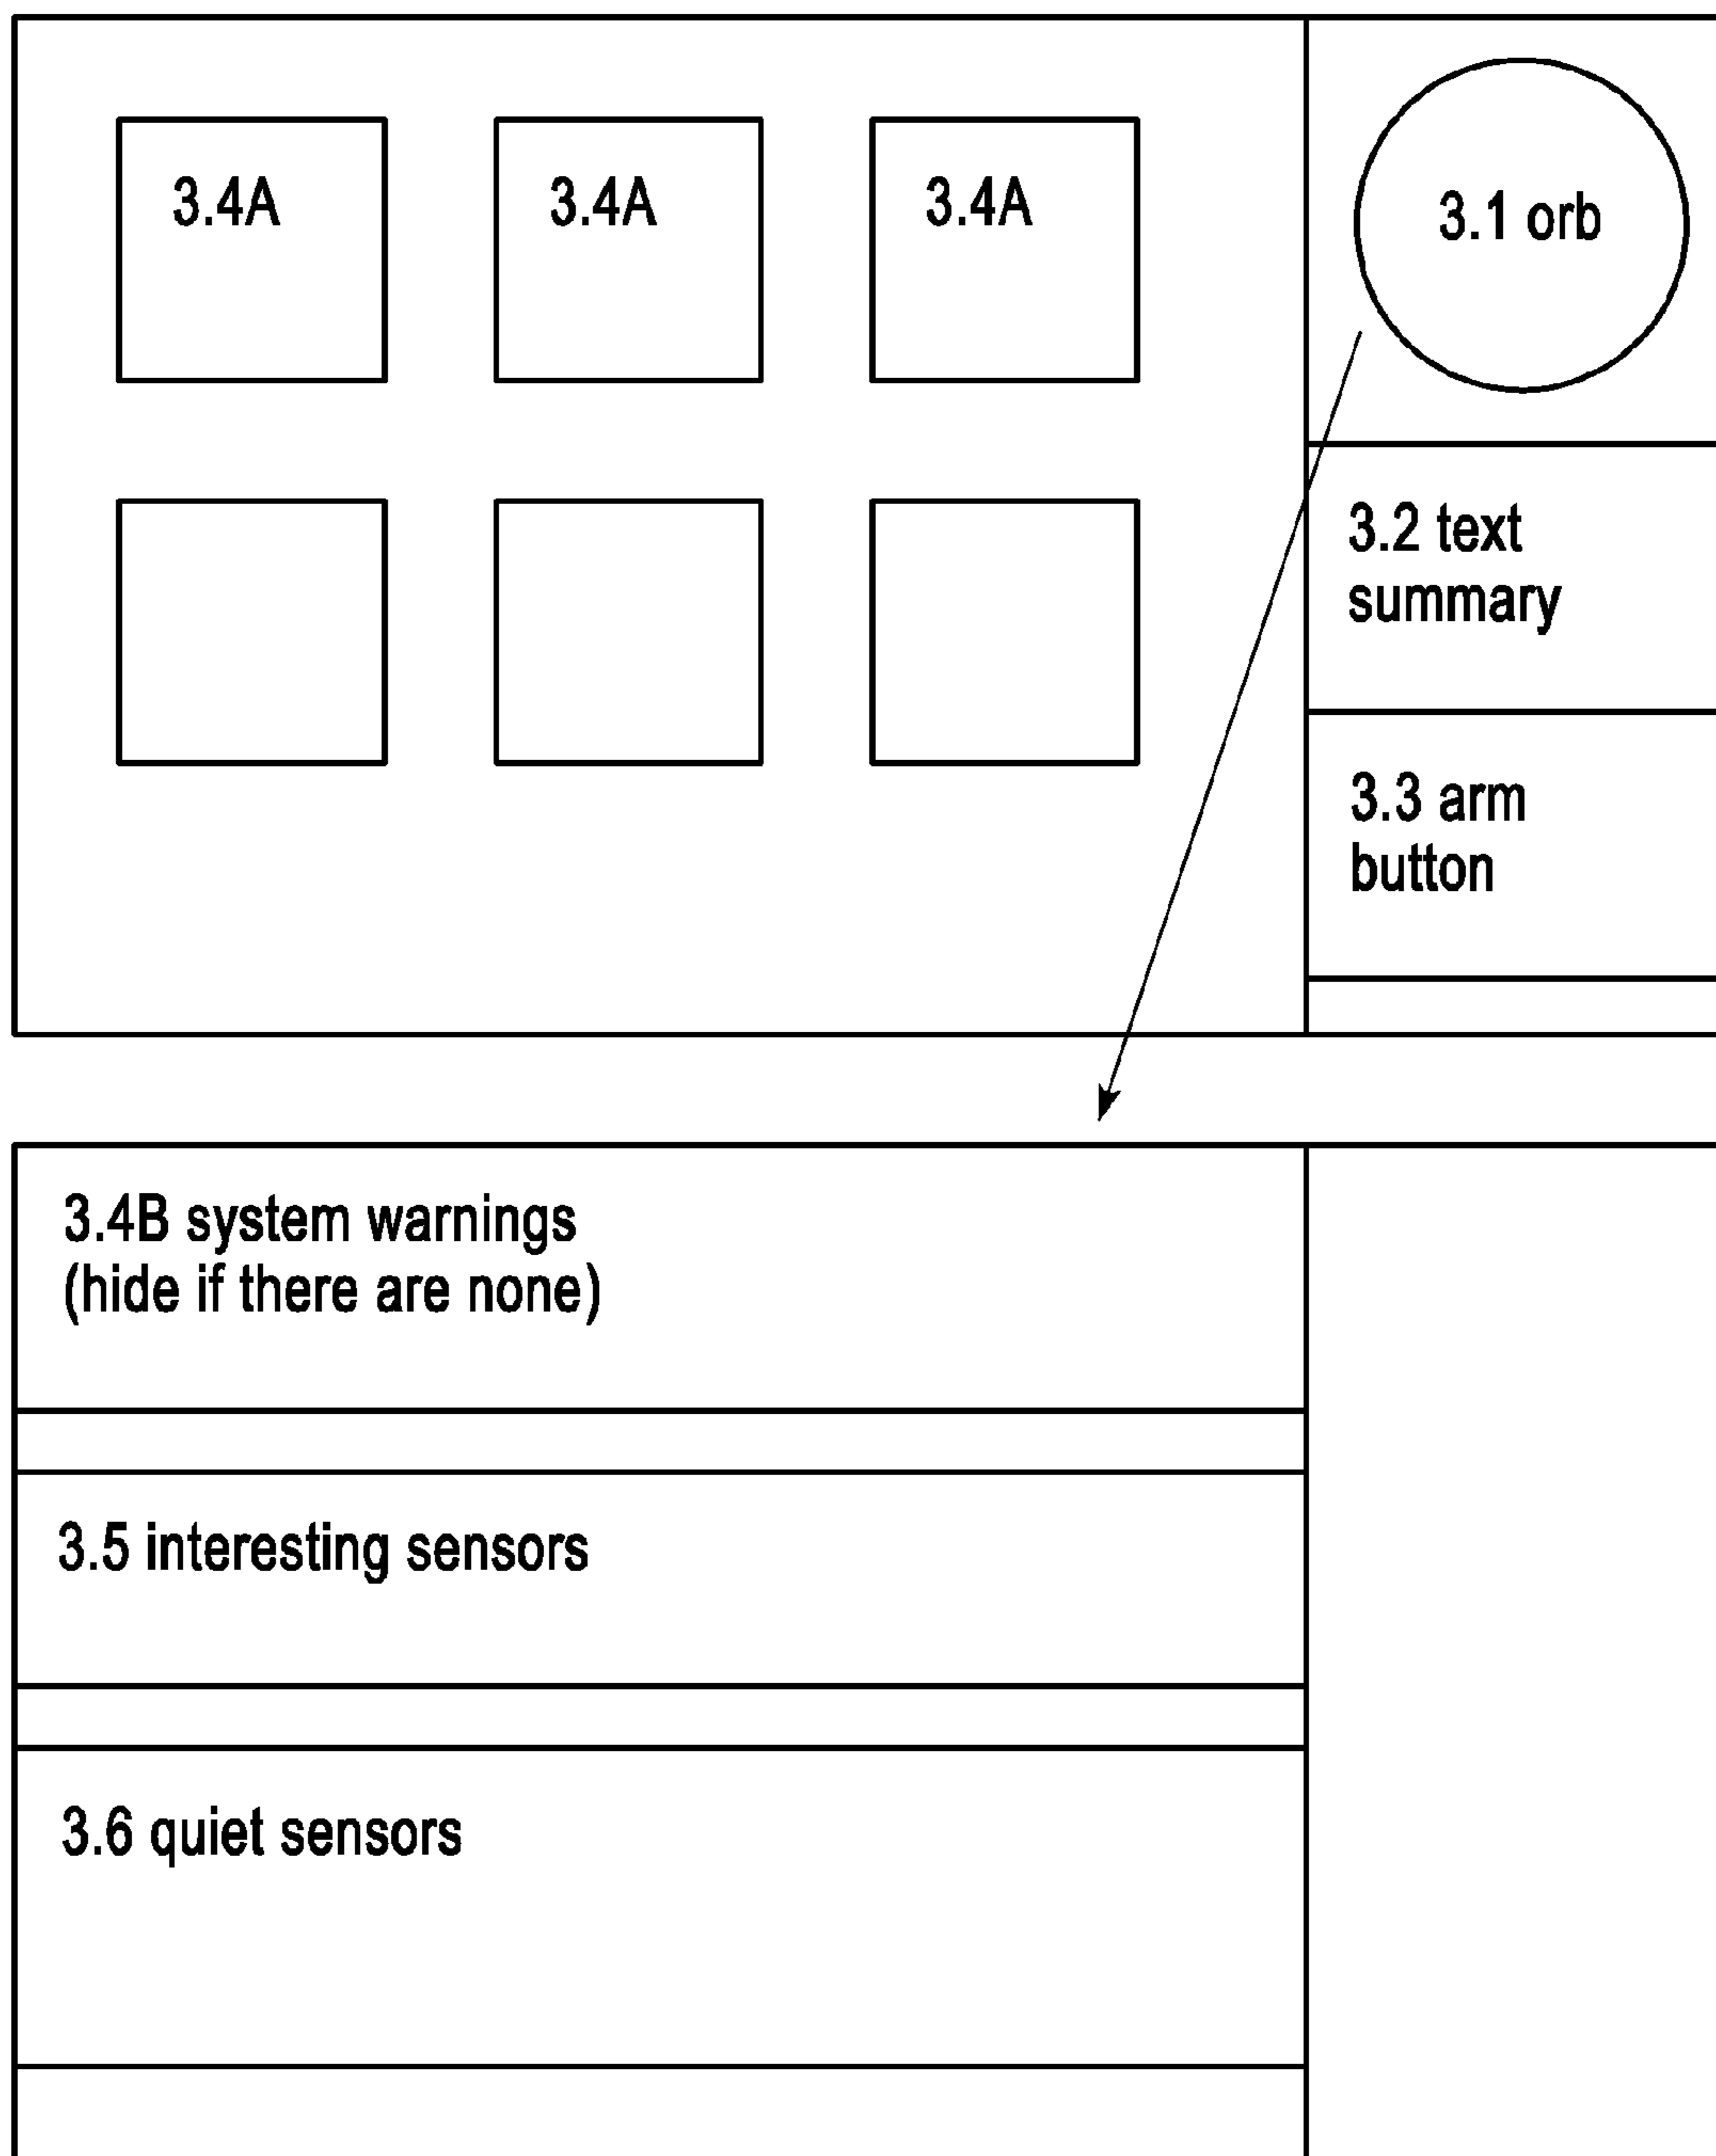 3.4A
3.4A
3.4A
3.1 orb
3.2 text
summary
3.3 arm
button
3.4B system warnings
(hide if there are none)
3.5 interesting sensors
3.6 quiet sensors